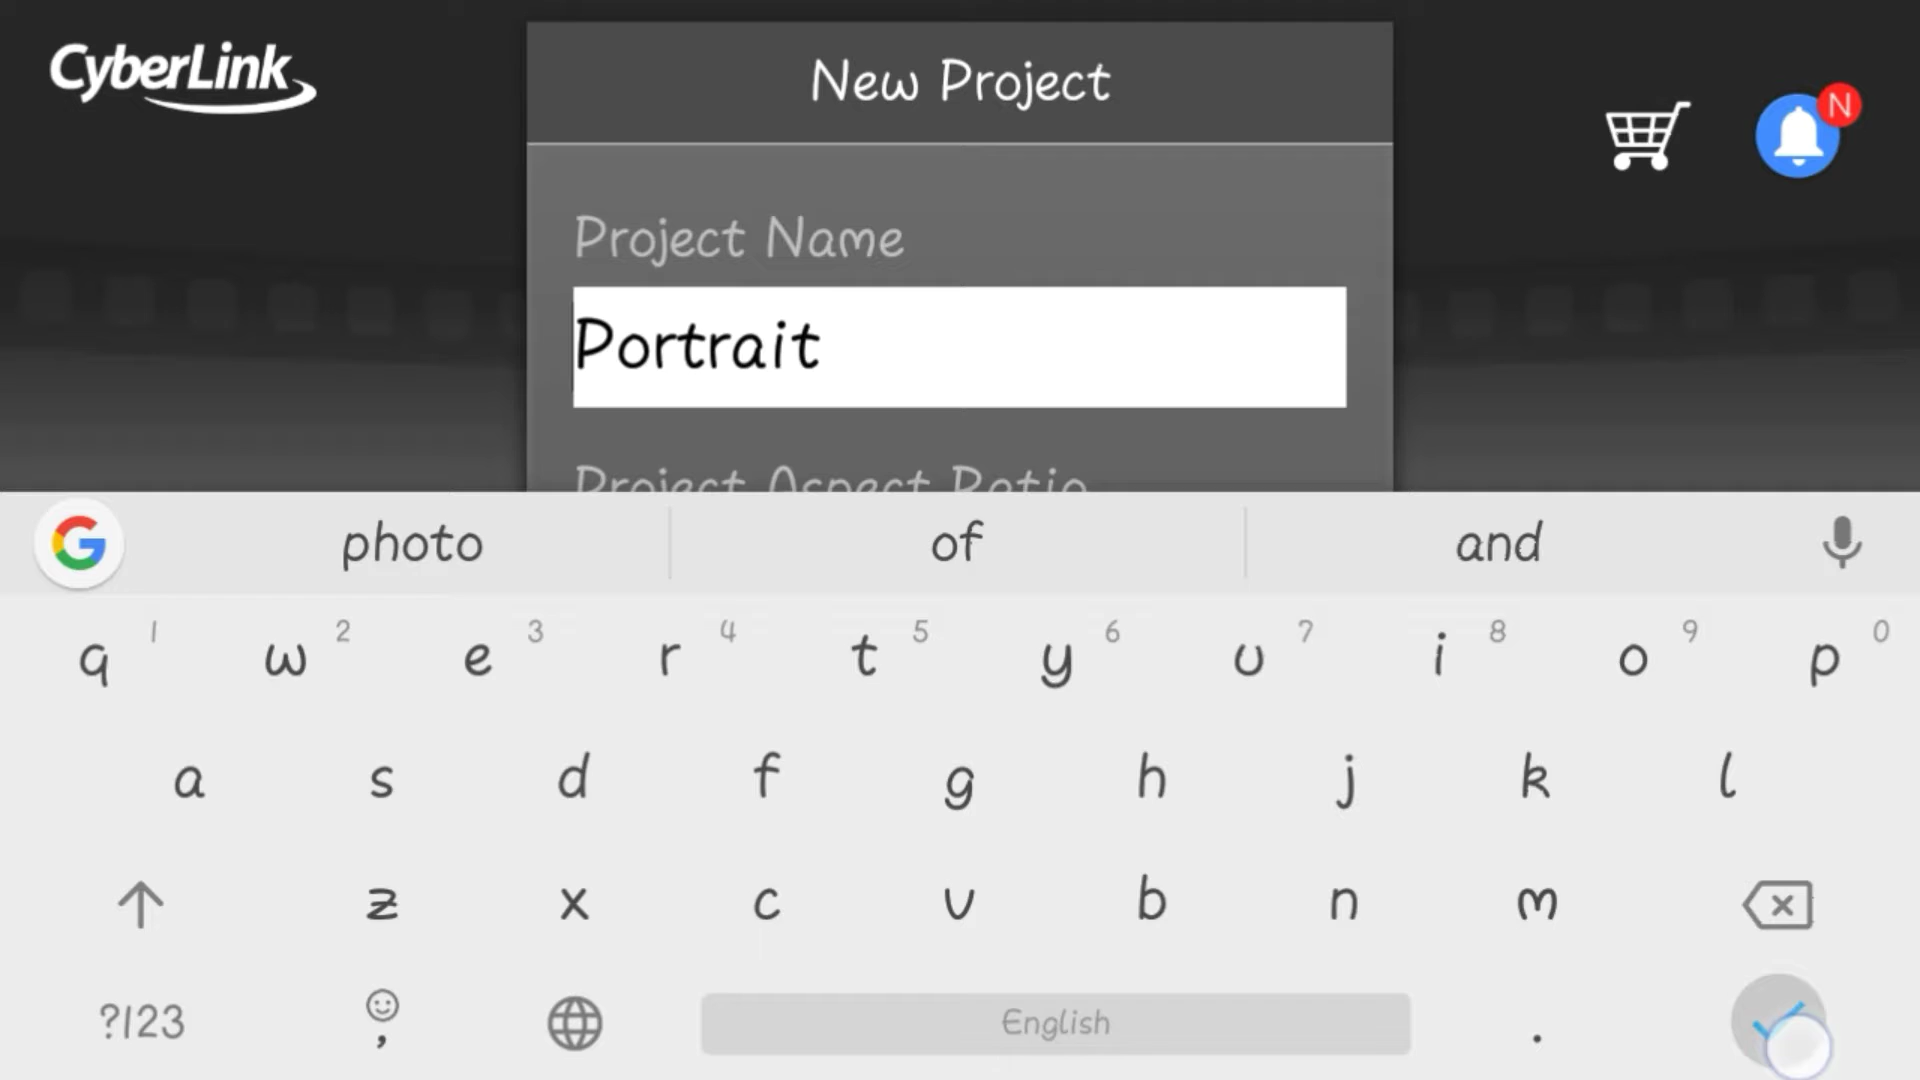 CyberLink
New Project
N
Project Name
Portrait
Project Aspect Ratio
photo of and
1 2 3 4 5 6 7 8 9 0
q w e r t y u i o p
a s d f g h j k l
z x c v b n m
?123 , English .